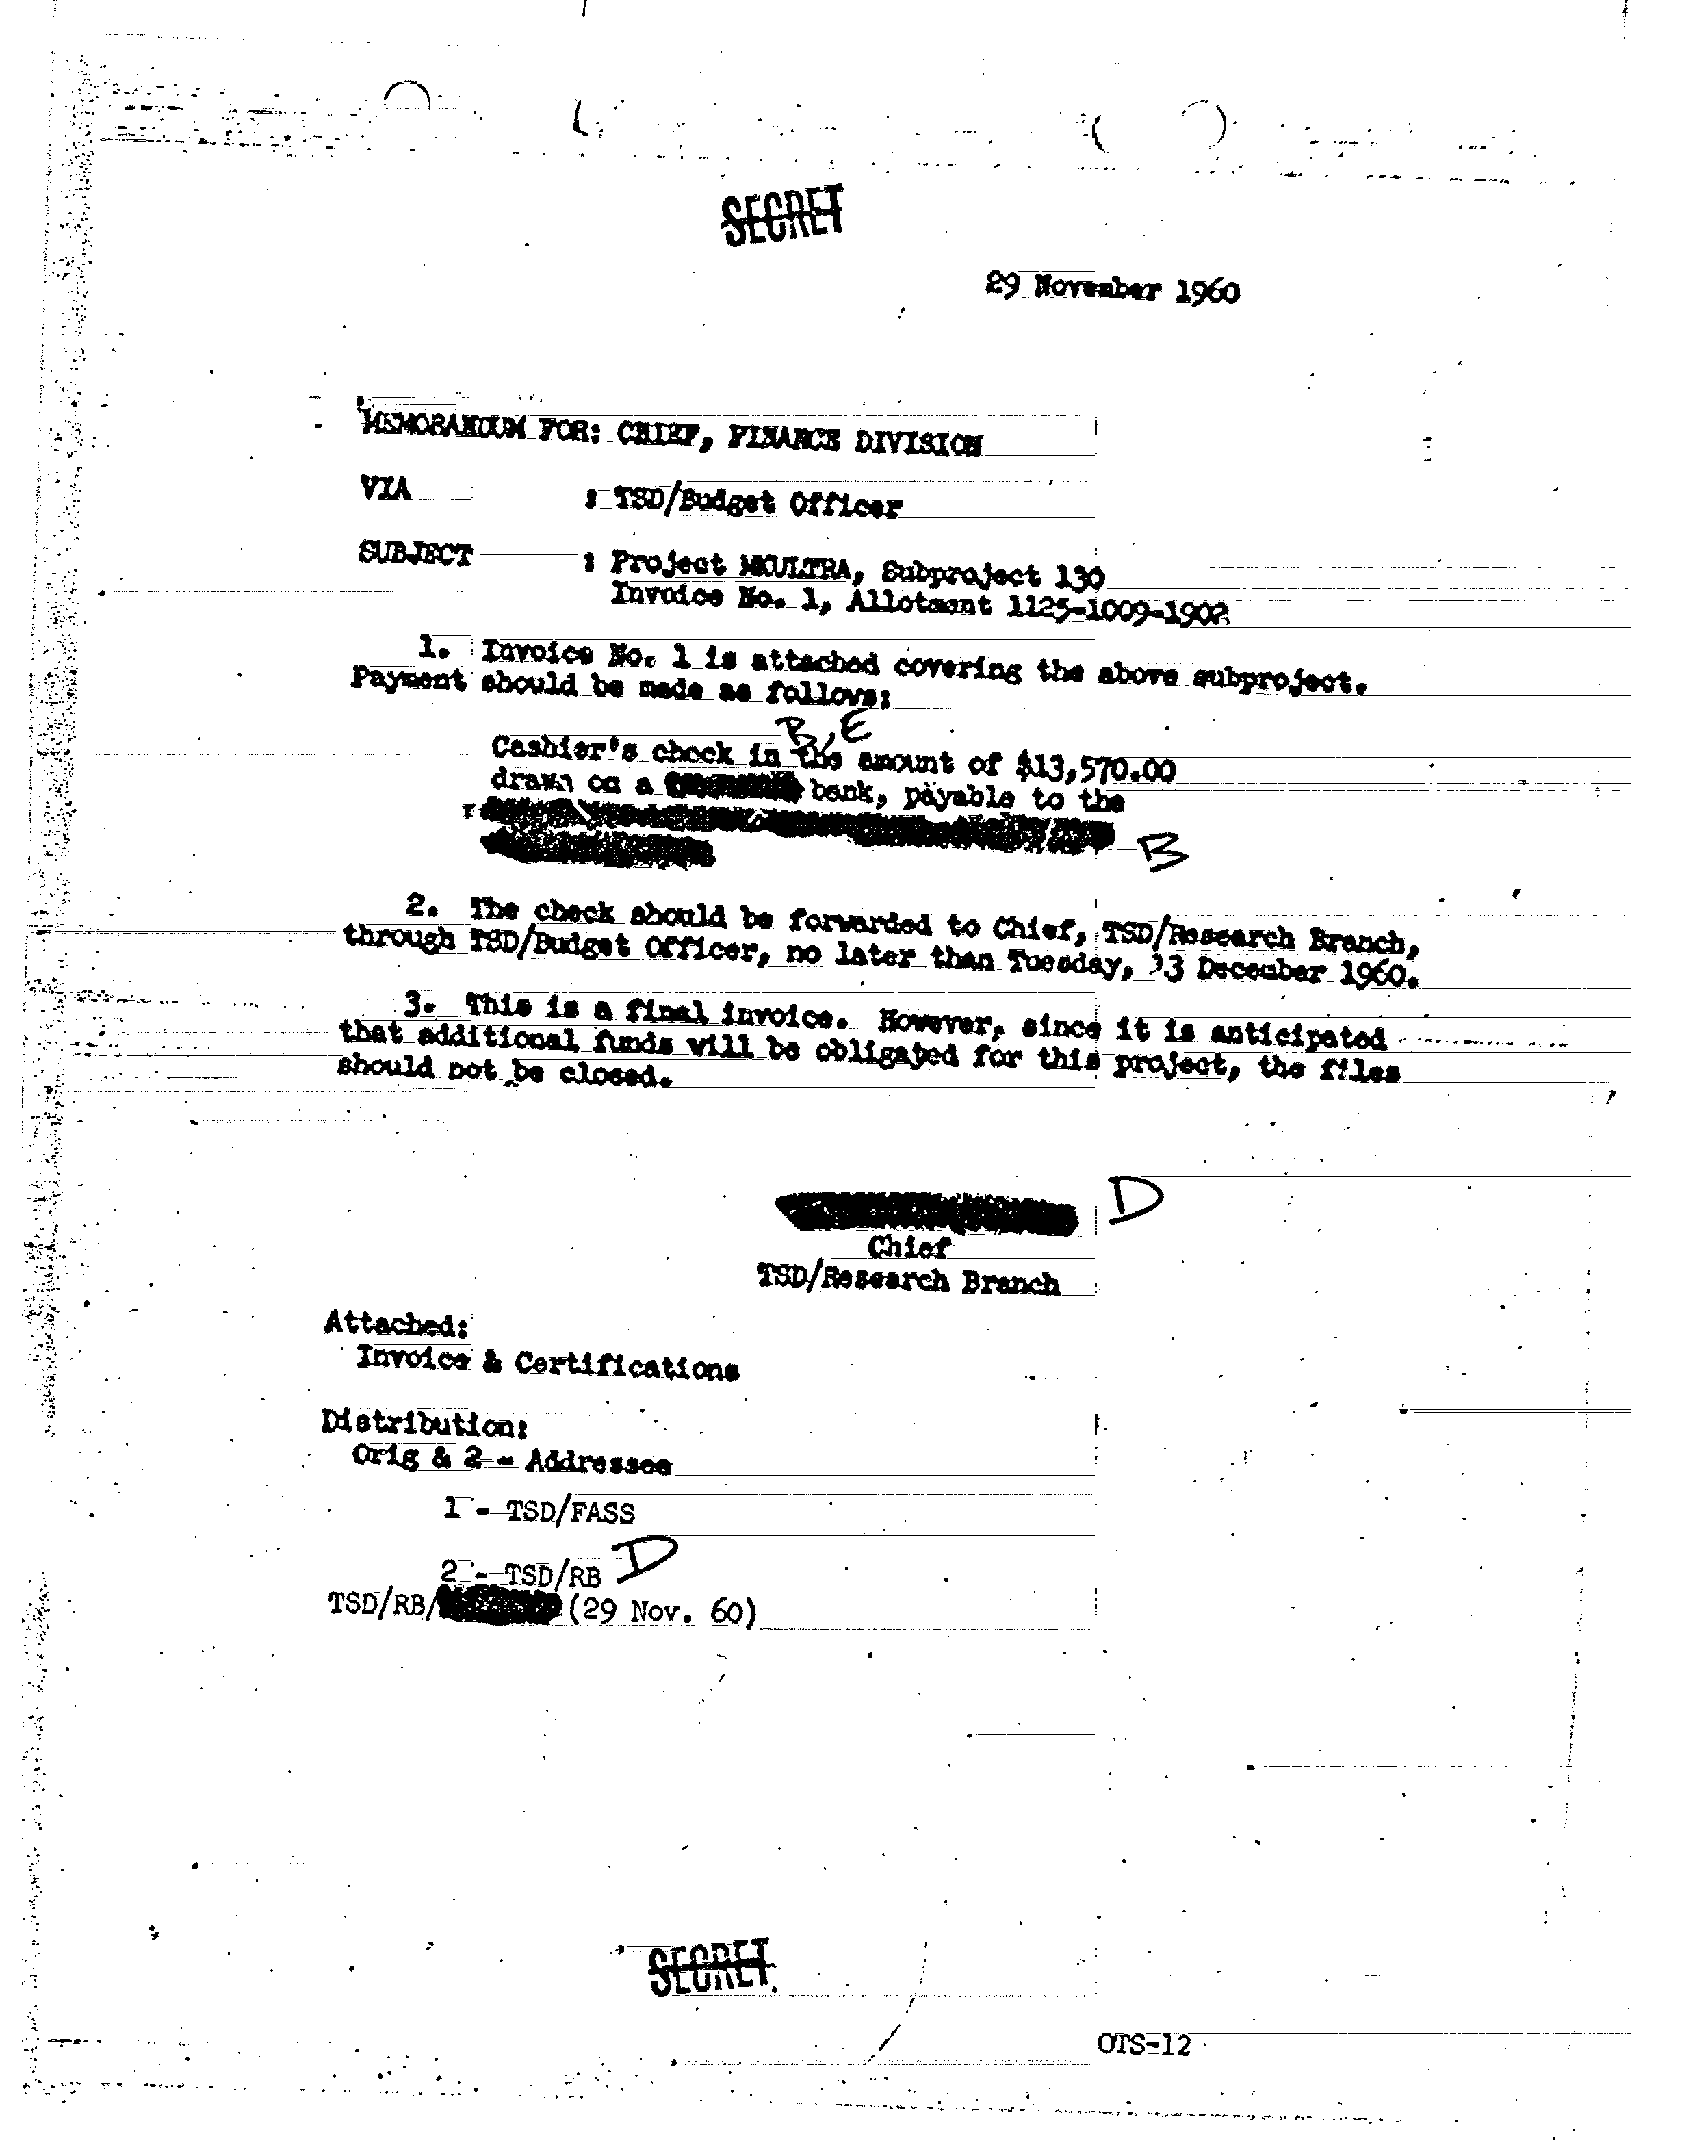 SECRET
29 November 1960
MEMORANDUM FOR: CHIEF, FINANCE DIVISION
VIA : TSD/Budget Officer
SUBJECT : Project MKULTRA, Subproject 130
Invoice No. 1, Allotment 1125-1009-1902
1. Invoice No. 1 is attached covering the above subproject.
Payment should be made as follows:
B, E
Cashier's check in the amount of $13,570.00
drawn on a bank, payable to the
B
2. The check should be forwarded to Chief, TSD/Research Branch,
through TSD/Budget Officer, no later than Tuesday, 13 December 1960.
3. This is a final invoice. However, since it is anticipated
that additional funds will be obligated for this project, the files
should not be closed.
D
Chief
TSD/Research Branch
Attached:
Invoice & Certifications
Distribution:
Orig & 2 - Addressee
1 - TSD/FASS
2 - TSD/RB D
TSD/RB/ (29 Nov. 60)
SECRET
OTS-12